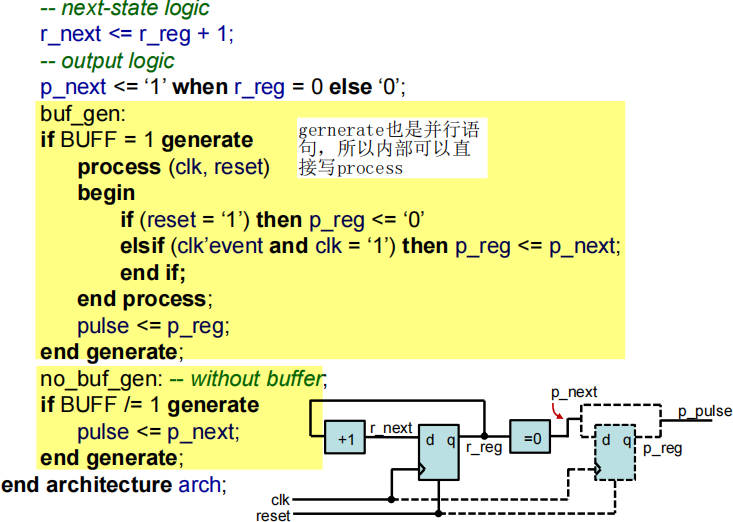 -- next-state logic
r_next <= r_reg + 1;
-- output logic
p_next <= ‘1’ when r_reg = 0 else ‘0’;
buf_gen:
if BUFF = 1 generate
gernerate也是并行语
句，所以内部可以直
接写process
process (clk, reset)
begin
if (reset = ‘1’) then p_reg <= ‘0’
elsif (clk’event and clk = ‘1’) then p_reg <= p_next;
end if;
end process;
pulse <= p_reg;
end generate;
no_buf_gen: -- without buffer;
if BUFF /= 1 generate
pulse <= p_next;
end generate;
end architecture arch;
p_next
p_pulse
+1
r_next
d q
r_reg
=0
d q
p_reg
clk
reset